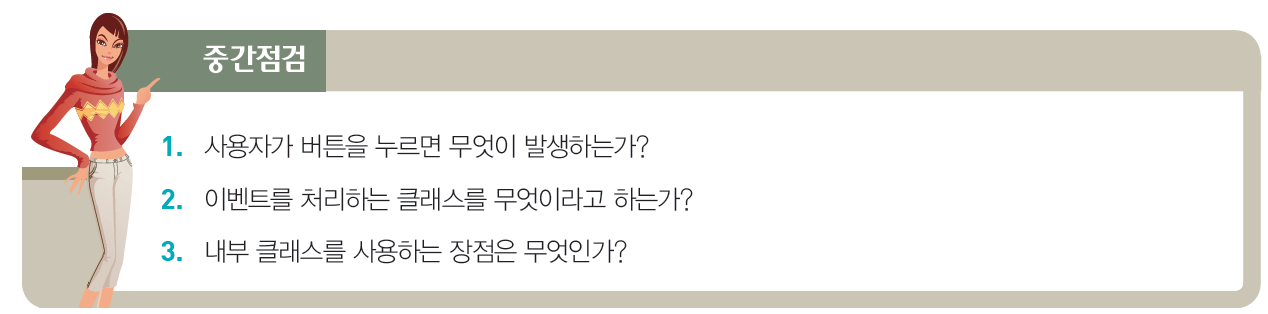 중간점검
1. 사용자가 버튼을 누르면 무엇이 발생하는가?
2. 이벤트를 처리하는 클래스를 무엇이라고 하는가?
3. 내부 클래스를 사용하는 장점은 무엇인가?